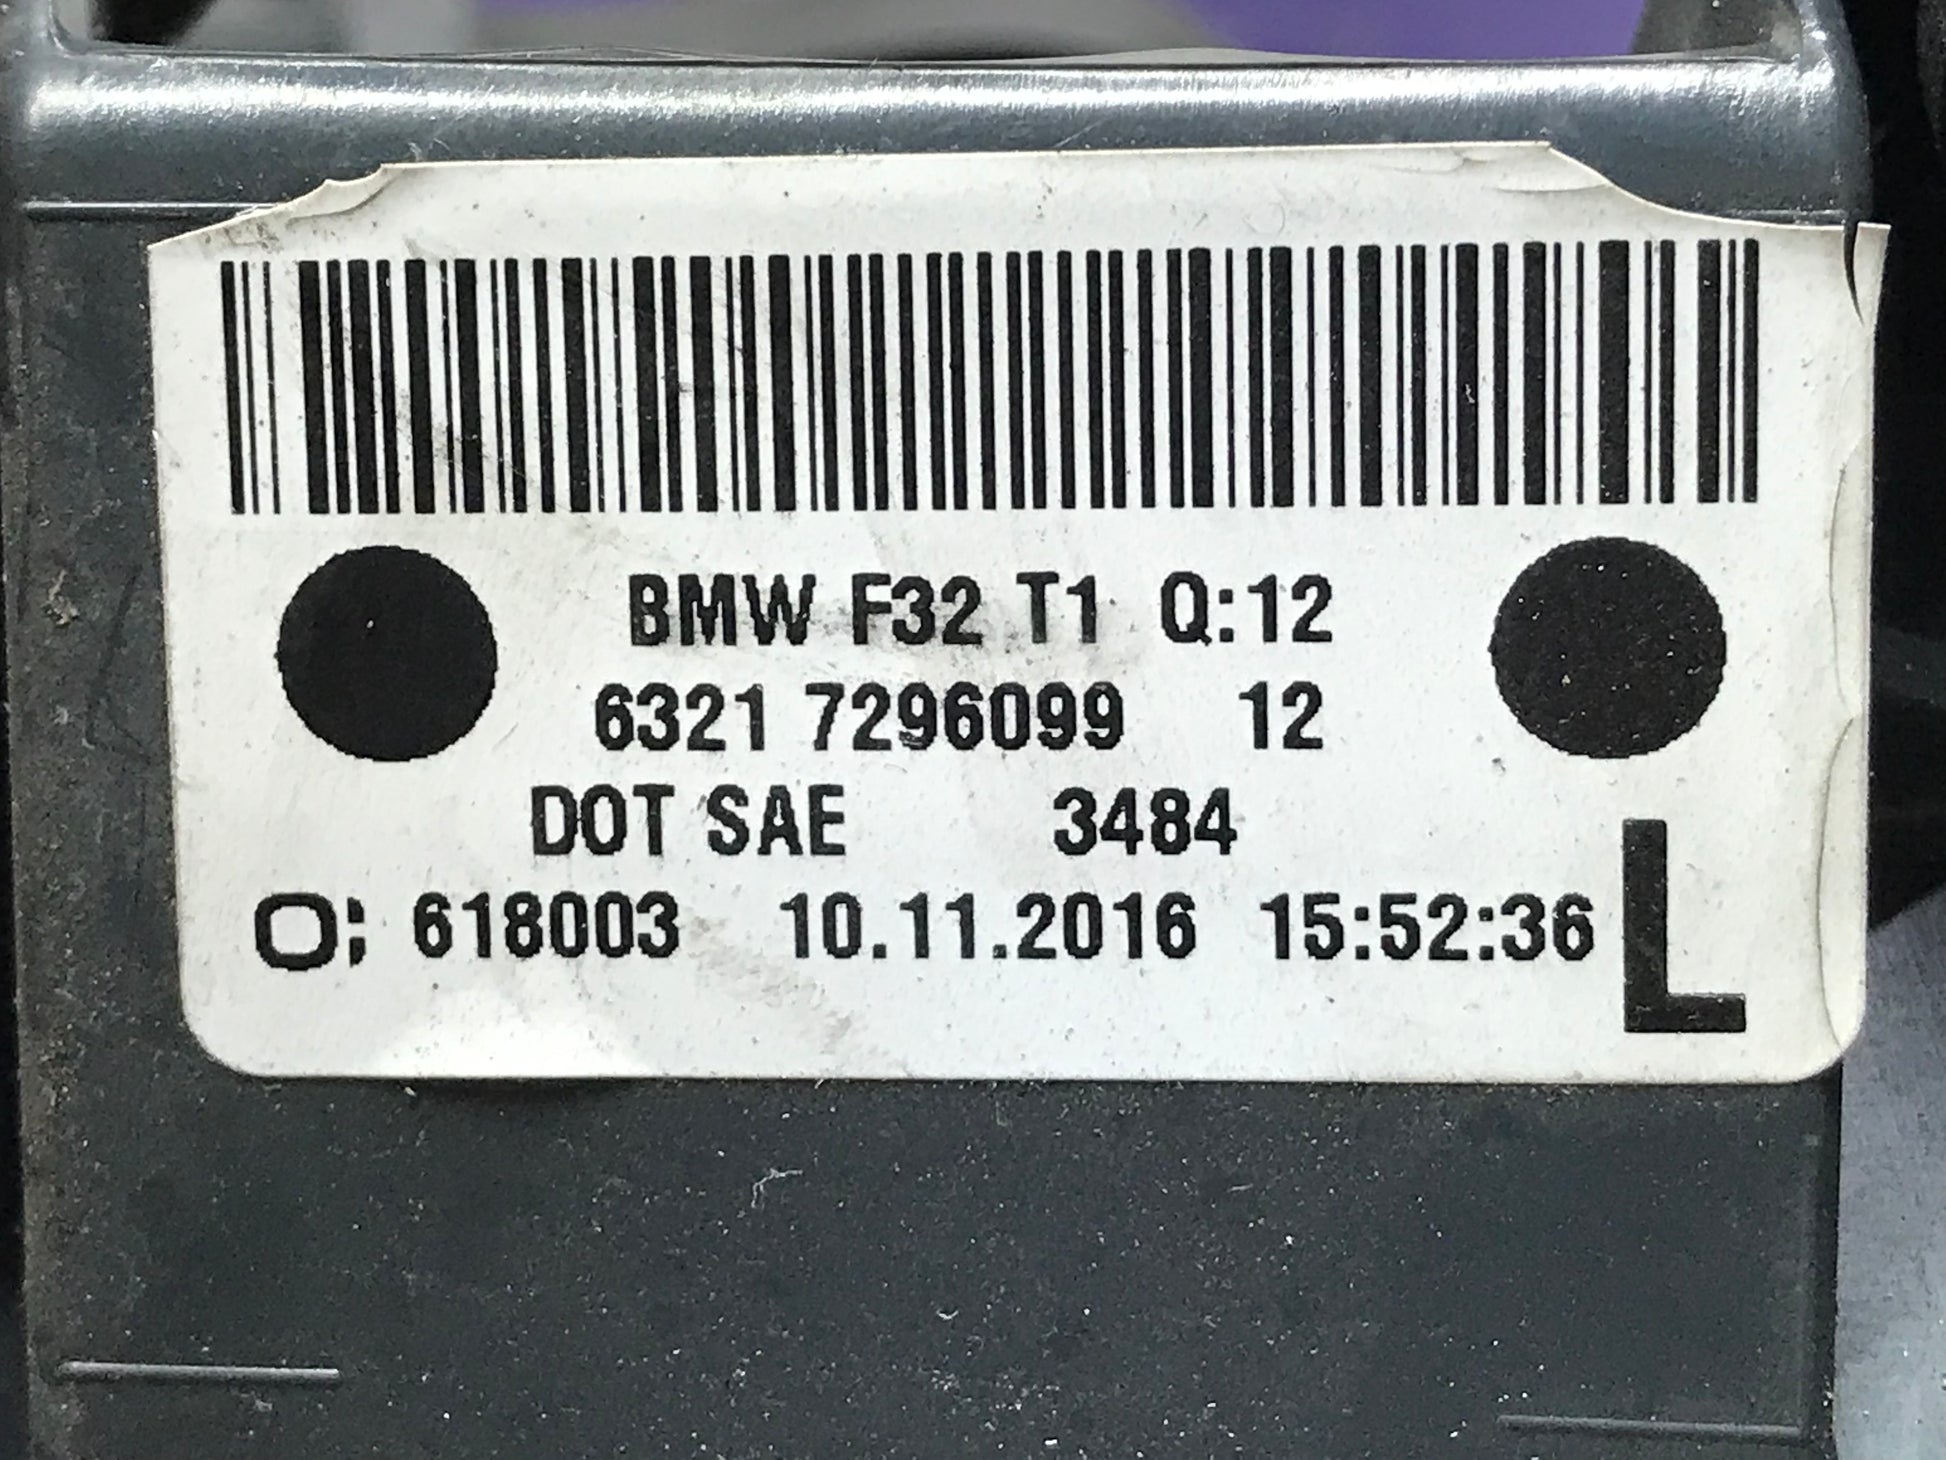 BMW F32 T1 Q:12
6321 7296099 12
DOT SAE 3484
O: 618003 10.11.2016 15:52:36
L